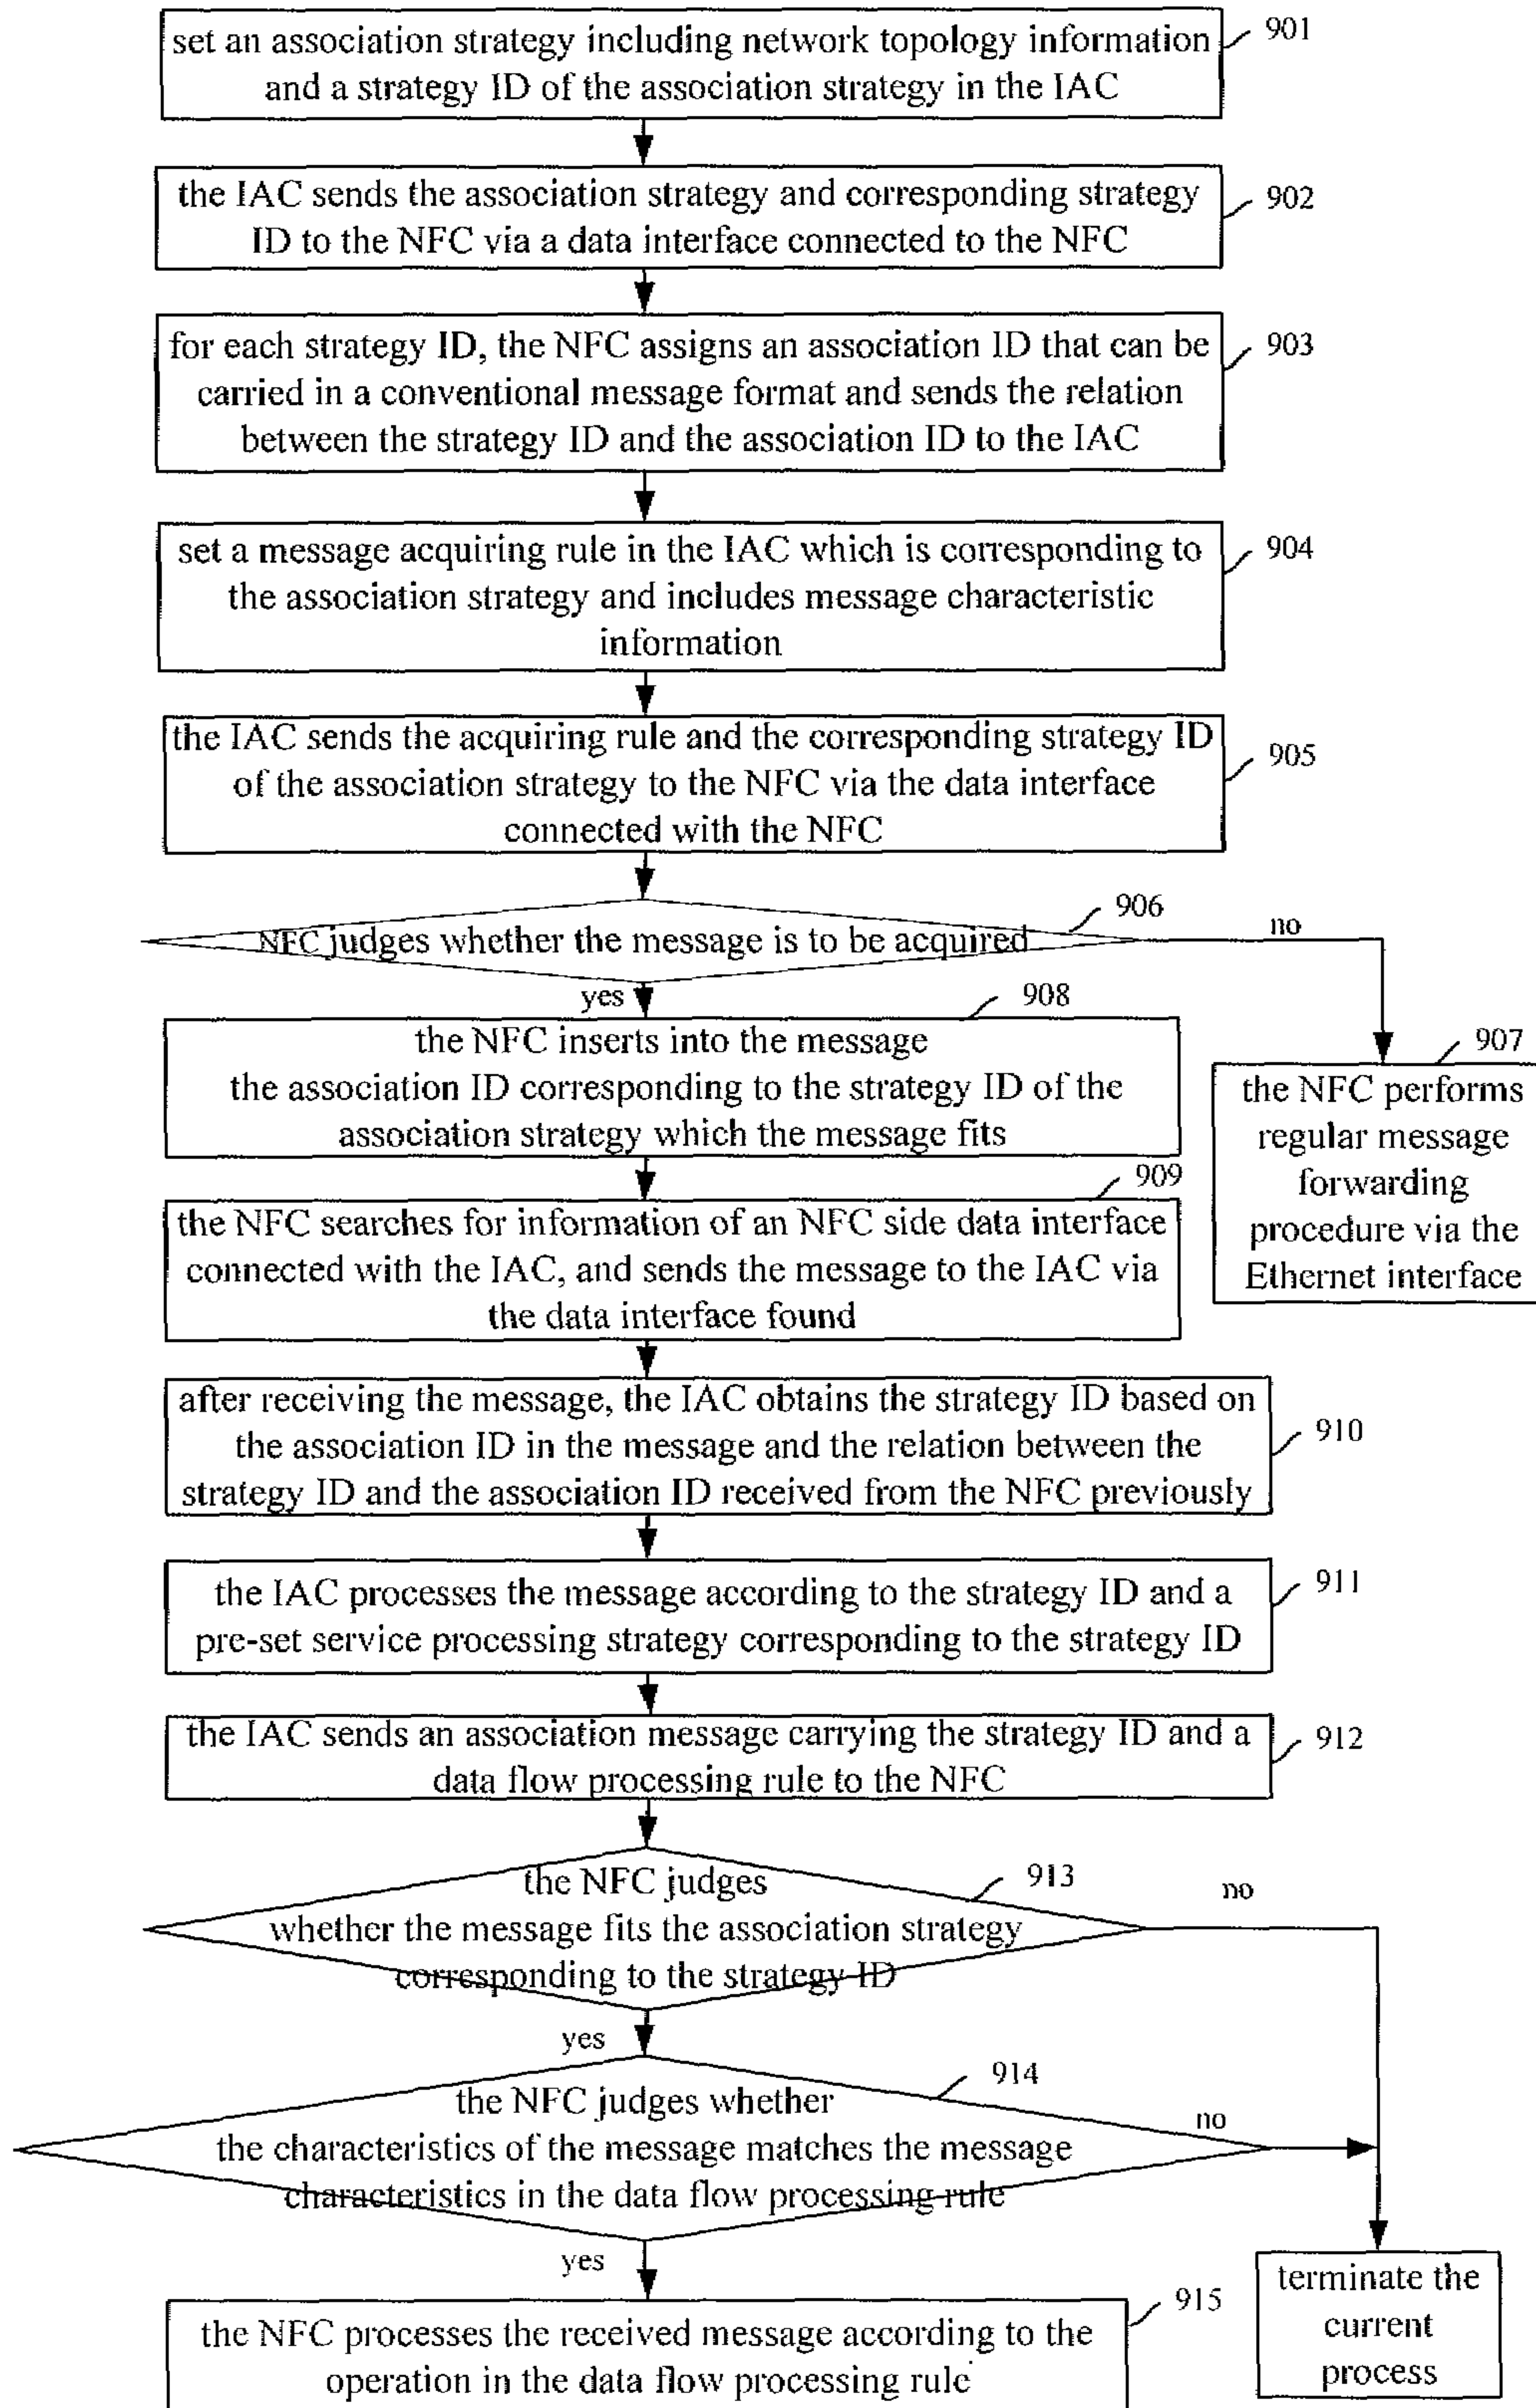 set an association strategy including network topology information
and a strategy ID of the association strategy in the IAC
901
the IAC sends the association strategy and corresponding strategy
ID to the NFC via a data interface connected to the NFC
902
for each strategy ID, the NFC assigns an association ID that can be
carried in a conventional message format and sends the relation
between the strategy ID and the association ID to the IAC
903
set a message acquiring rule in the IAC which is corresponding to
the association strategy and includes message characteristic
information
904
the IAC sends the acquiring rule and the corresponding strategy ID
of the association strategy to the NFC via the data interface
connected with the NFC
905
NFC judges whether the message is to be acquired
906
no
yes
the NFC inserts into the message
the association ID corresponding to the strategy ID of the
association strategy which the message fits
908
the NFC performs
regular message
forwarding
procedure via the
Ethernet interface
907
the NFC searches for information of an NFC side data interface
connected with the IAC, and sends the message to the IAC via
the data interface found
909
after receiving the message, the IAC obtains the strategy ID based on
the association ID in the message and the relation between the
strategy ID and the association ID received from the NFC previously
910
the IAC processes the message according to the strategy ID and a
pre-set service processing strategy corresponding to the strategy ID
911
the IAC sends an association message carrying the strategy ID and a
data flow processing rule to the NFC
912
the NFC judges
whether the message fits the association strategy
corresponding to the strategy ID
913
no
yes
the NFC judges whether
the characteristics of the message matches the message
characteristics in the data flow processing rule
914
no
yes
the NFC processes the received message according to the
operation in the data flow processing rule
915
terminate the
current
process